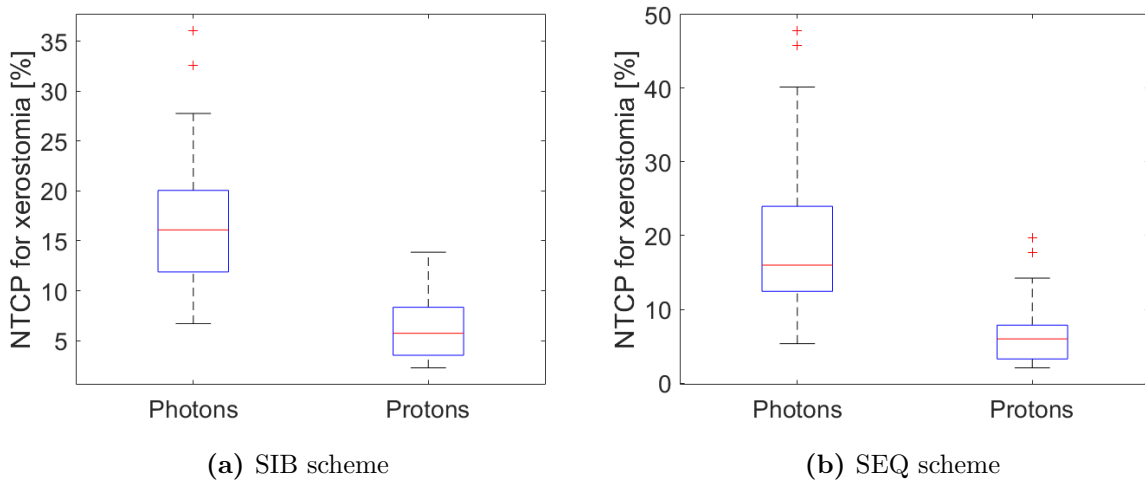 NTCP for xerostomia [%]
35
30
25
20
15
10
5
Photons
Protons
(a) SIB scheme
NTCP for xerostomia [%]
50
40
30
20
10
0
Photons
Protons
(b) SEQ scheme